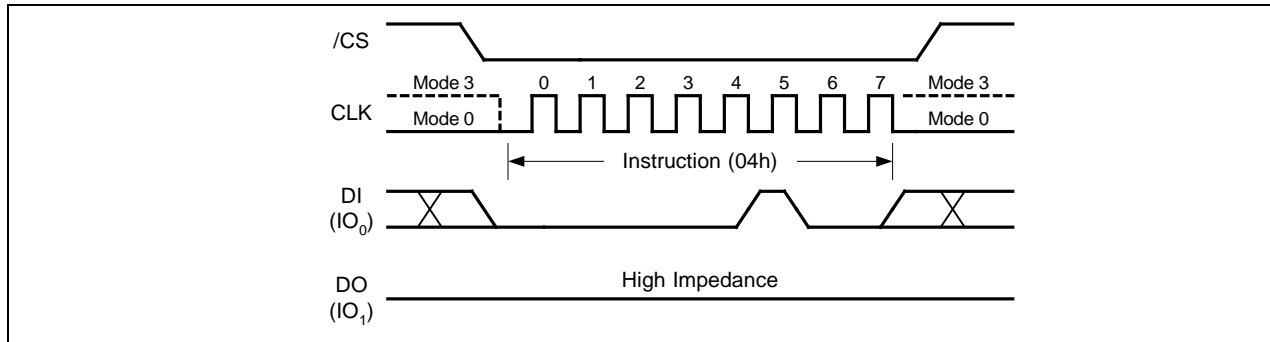 /CS
Mode 3 0 1 2 3 4 5 6 7 Mode 3
CLK
Mode 0 Mode 0
Instruction (04h)
DI
(IO₀)
High Impedance
DO
(IO₁)